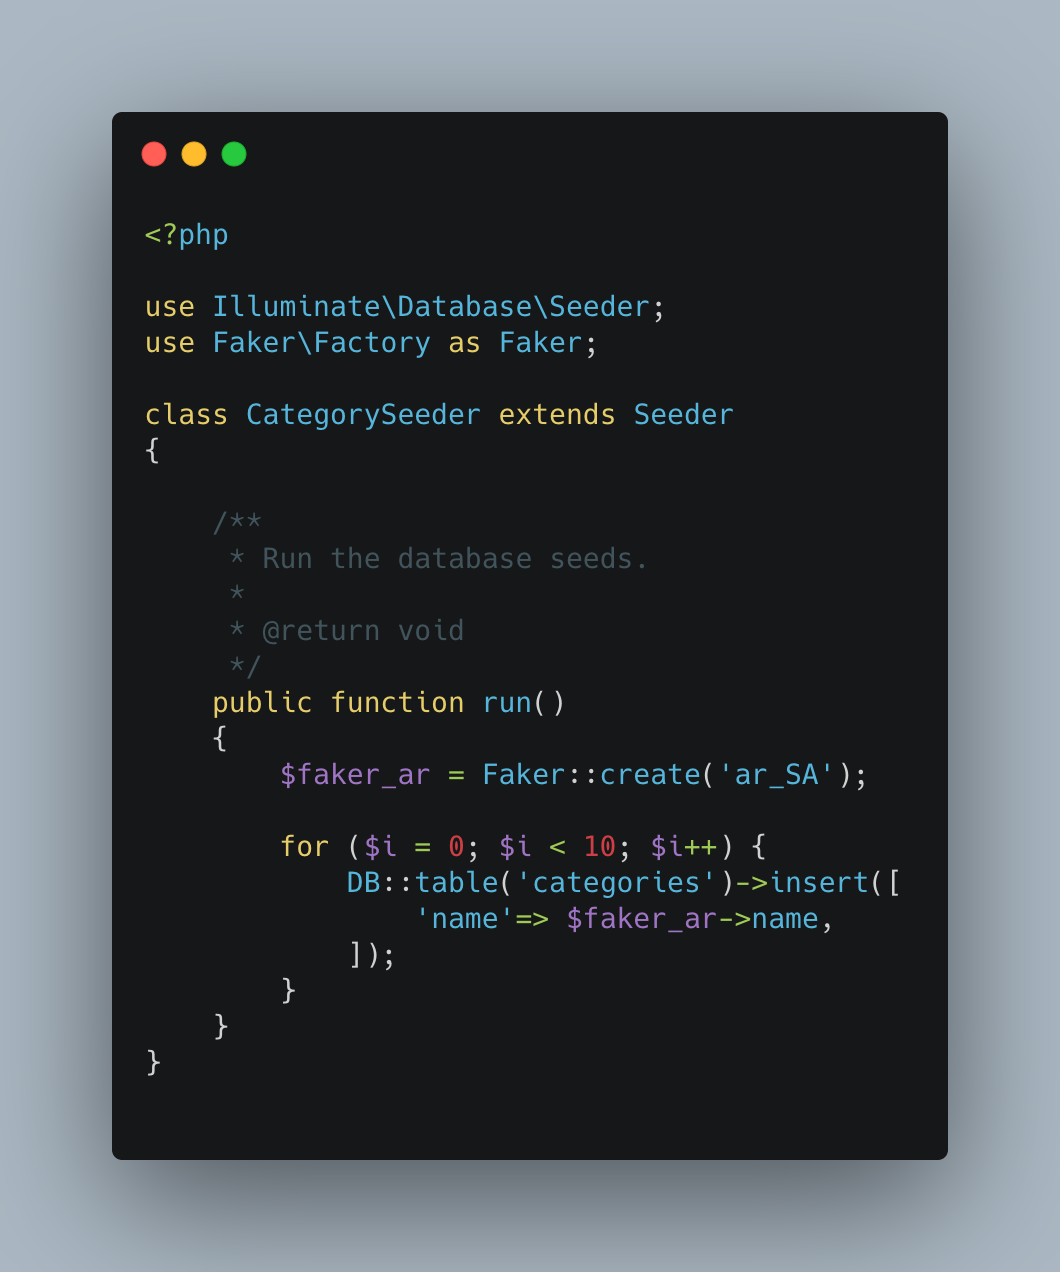 <?php
use Illuminate\Database\Seeder;
use Faker\Factory as Faker;
class CategorySeeder extends Seeder
{
/**
* Run the database seeds.
*
* @return void
*/
public function run()
{
$faker_ar = Faker::create('ar_SA');
for ($i = 0; $i < 10; $i++) {
DB::table('categories')->insert([
'name'=> $faker_ar->name,
]);
}
}
}